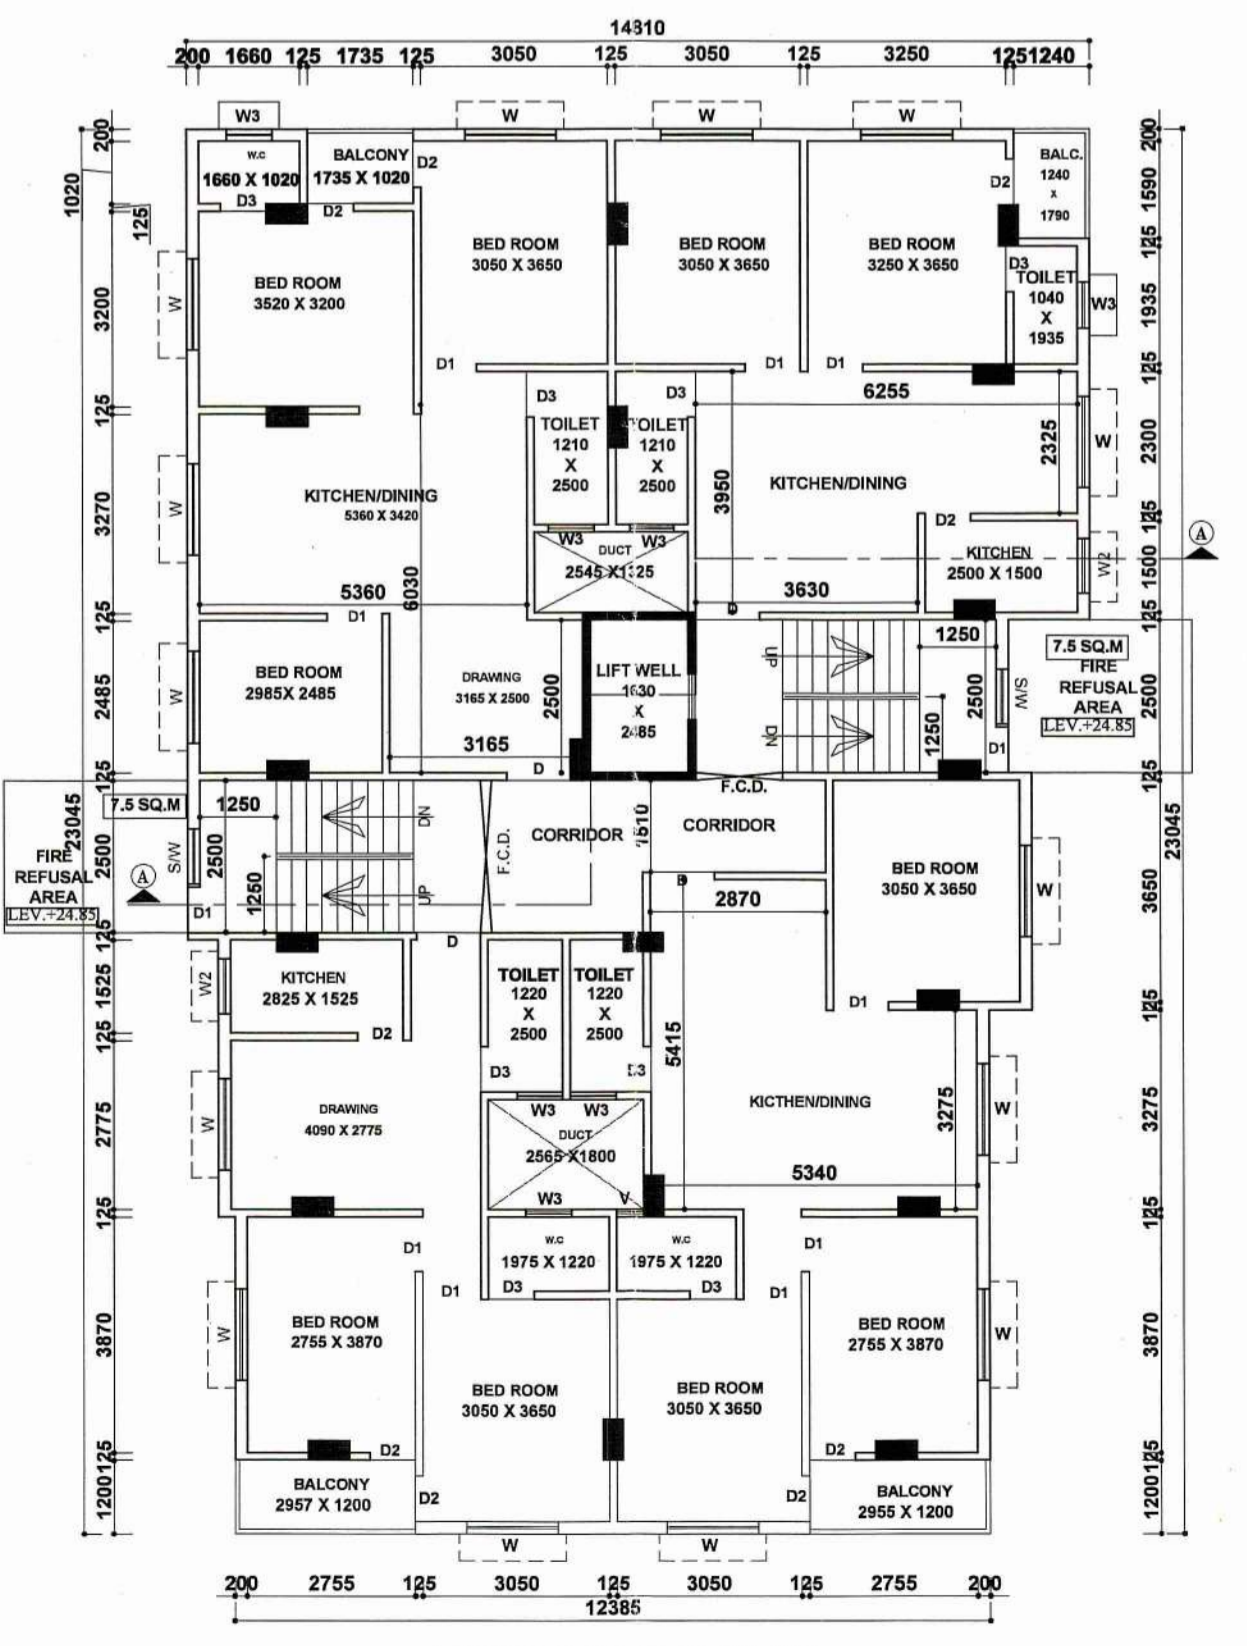 14810
200 1660 125 1735 125 3050 125 3050 125 3250 125 1240
W3 W W W
200
1020
125
3200
125
3270
125
2485
125
23045
2500
125
1525
125
2775
125
3870
125
1200
W.C
1660 X 1020
D3
BALCONY
1735 X 1020
D2
D2
BED ROOM
3520 X 3200
W
BED ROOM
3050 X 3650
D1
BED ROOM
3050 X 3650
D1
BED ROOM
3250 X 3650
D1
D2
BALC.
1240
x
1790
D3
TOILET
1040
X
1935
W3
200
1590
125
1935
125
2300
125
1500
125
2500
125
23045
3650
125
3275
125
3870
125
1200
W
KITCHEN/DINING
5360 X 3420
5360
6030
D3
TOILET
1210
X
2500
W3
D3
TOILET
1210
X
2500
W3
DUCT
2545 X1325
6255
3950
2325
KITCHEN/DINING
W
D2
KITCHEN
2500 X 1500
W2
3630
D
A
D1
W
BED ROOM
2985X 2485
DRAWING
3165 X 2500
2500
3165
D
LIFT WELL
1630
X
2485
UP
DN
1250
2500
1250
S/W
D1
7.5 SQ.M
FIRE
REFUSAL
AREA
LEV.+24.85
F.C.D.
7.5 SQ.M
FIRE
REFUSAL
AREA
LEV.+24.85
A
1250
S/W
2500
1250
D1
DN
UP
F.C.D.
CORRIDOR
1510
CORRIDOR
BED ROOM
3050 X 3650
W
D1
2870
D
W2
KITCHEN
2825 X 1525
D2
TOILET
1220
X
2500
D3
TOILET
1220
X
2500
D3
5415
W
DRAWING
4090 X 2775
W3 W3
DUCT
2565 X1800
W3
V
KICTHEN/DINING
3275
5340
W
D1
W
BED ROOM
2755 X 3870
D2
W.C
1975 X 1220
D3
D1
W.C
1975 X 1220
D3
D1
D1
BED ROOM
2755 X 3870
W
D2
BED ROOM
3050 X 3650
BED ROOM
3050 X 3650
BALCONY
2957 X 1200
D2
D2
BALCONY
2955 X 1200
W W
200 2755 125 3050 125 3050 125 2755 200
12385